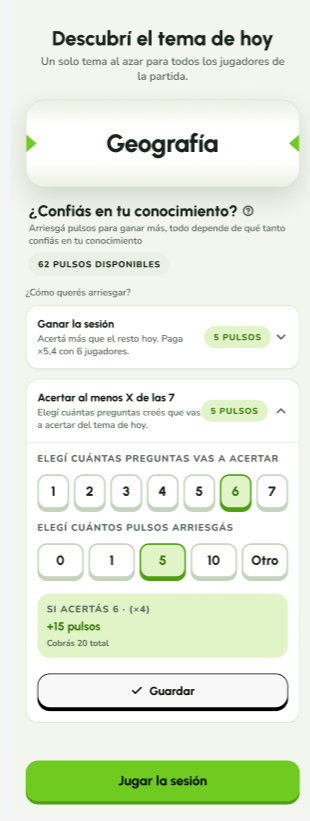 Descubrí el tema de hoy
Un solo tema al azar para todos los jugadores de
la partida.
Geografía
¿Confiás en tu conocimiento?
Arriesgá pulsos para ganar más, todo depende de qué tanto
confiás en tu conocimiento
62 PULSOS DISPONIBLES
¿Cómo querés arriesgar?
Ganar la sesión
Acertá más que el resto hoy. Paga
×5,4 con 6 jugadores.
5 PULSOS
Acertar al menos X de las 7
Elegí cuántas preguntas creés que vas
a acertar del tema de hoy.
5 PULSOS
ELEGÍ CUÁNTAS PREGUNTAS VAS A ACERTAR
1 2 3 4 5 6 7
ELEGÍ CUÁNTOS PULSOS ARRIESGÁS
0 1 5 10 Otro
SI ACERTÁS 6 · (×4)
+15 pulsos
Cobrás 20 total
Guardar
Jugar la sesión